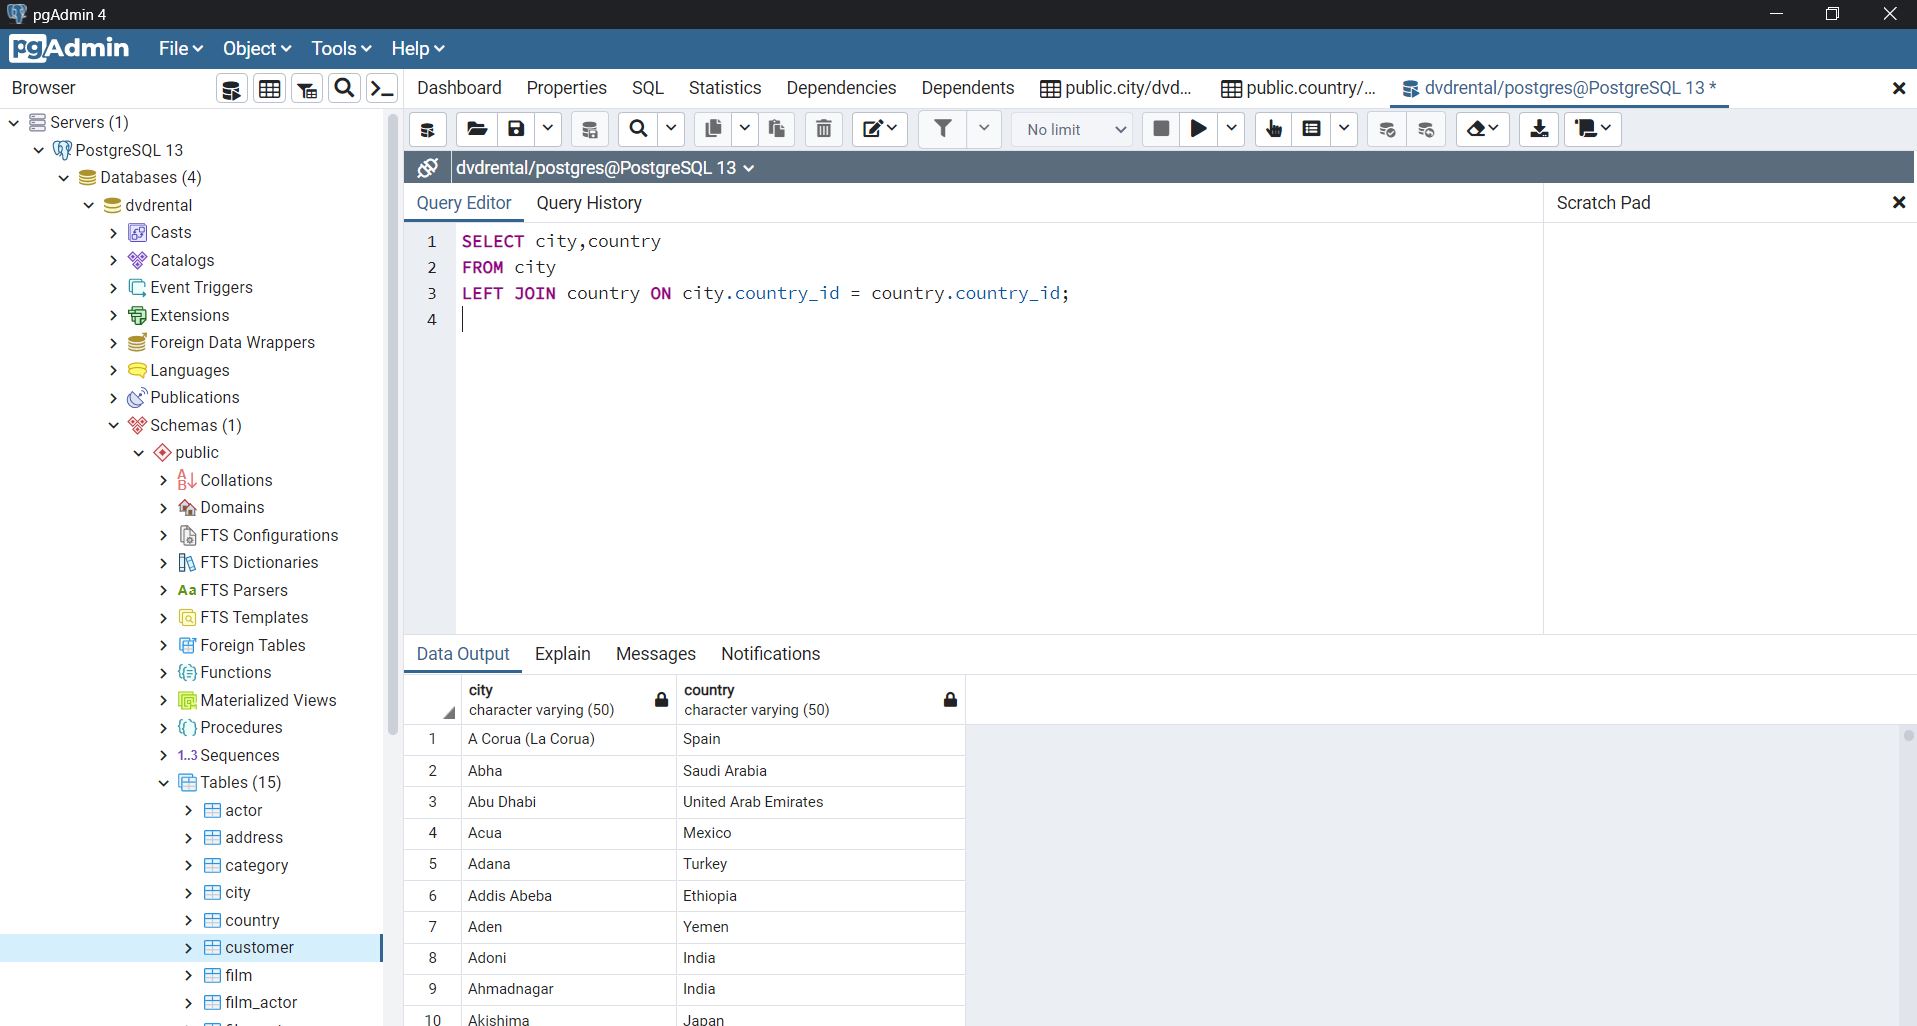 pgAdmin 4
pgAdmin File Object Tools Help
Browser
Dashboard Properties SQL Statistics Dependencies Dependents public.city/dvd... public.country/... dvdrental/postgres@PostgreSQL 13 *
Servers (1)
PostgreSQL 13
Databases (4)
dvdrental
Casts
Catalogs
Event Triggers
Extensions
Foreign Data Wrappers
Languages
Publications
Schemas (1)
public
Collations
Domains
FTS Configurations
FTS Dictionaries
Aa FTS Parsers
FTS Templates
Foreign Tables
Functions
Materialized Views
Procedures
1..3 Sequences
Tables (15)
actor
address
category
city
country
customer
film
film_actor
No limit
dvdrental/postgres@PostgreSQL 13
Query Editor Query History
Scratch Pad
1 SELECT city,country
2 FROM city
3 LEFT JOIN country ON city.country_id = country.country_id;
4
Data Output Explain Messages Notifications
city country
character varying (50) character varying (50)
1 A Corua (La Corua) Spain
2 Abha Saudi Arabia
3 Abu Dhabi United Arab Emirates
4 Acua Mexico
5 Adana Turkey
6 Addis Abeba Ethiopia
7 Aden Yemen
8 Adoni India
9 Ahmadnagar India
10 Akishima Japan